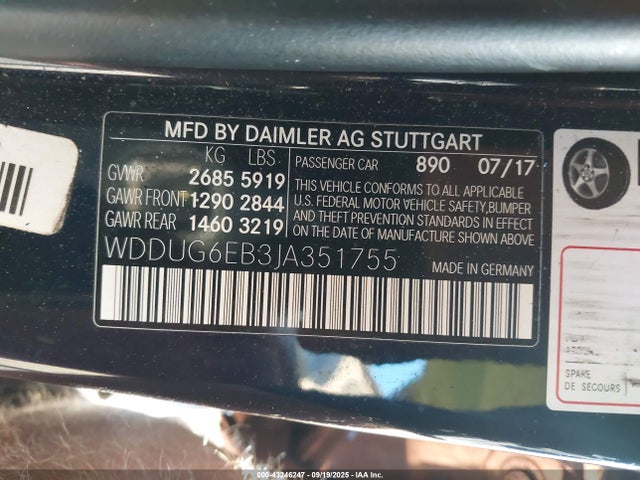 MFD BY DAIMLER AG STUTTGART
KG LBS
GVWR 2685 5919
GAWR FRONT 1290 2844
GAWR REAR 1460 3219
PASSENGER CAR 890 07/17
THIS VEHICLE CONFORMS TO ALL APPLICABLE
U.S. FEDERAL MOTOR VEHICLE SAFETY,BUMPER
AND THEFT PREVENTION STANDARDS IN EFFECT
ON THE DATE OF MANUFACTURE SHOWN ABOVE.
WDDUG6EB3JA351755
MADE IN GERMANY
SPARE
DE SECOURS
000-43246247 - 09/19/2025 - IAA Inc.